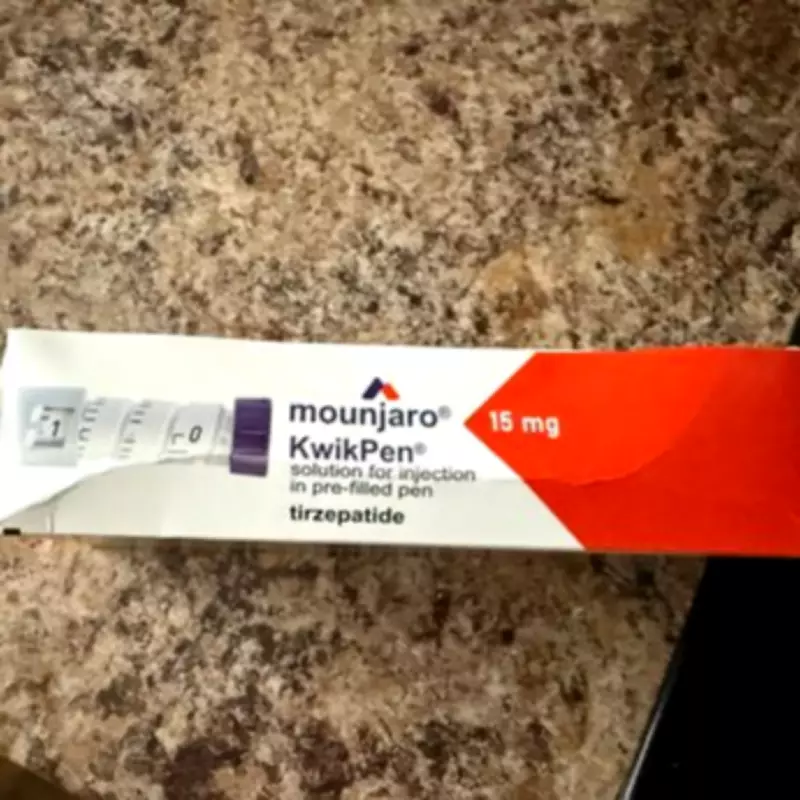 mounjaro®
KwikPen®
solution for injection
in pre-filled pen
tirzepatide
15 mg
1
0